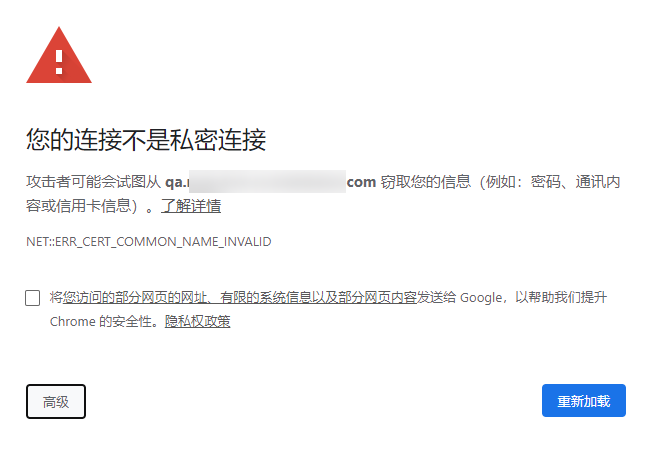 您的连接不是私密连接
攻击者可能会试图从 qa. com 窃取您的信息（例如：密码、通讯内
容或信用卡信息）。了解详情
NET::ERR_CERT_COMMON_NAME_INVALID
将您访问的部分网页的网址、有限的系统信息以及部分网页内容发送给 Google，以帮助我们提升
Chrome 的安全性。隐私权政策
高级
重新加载